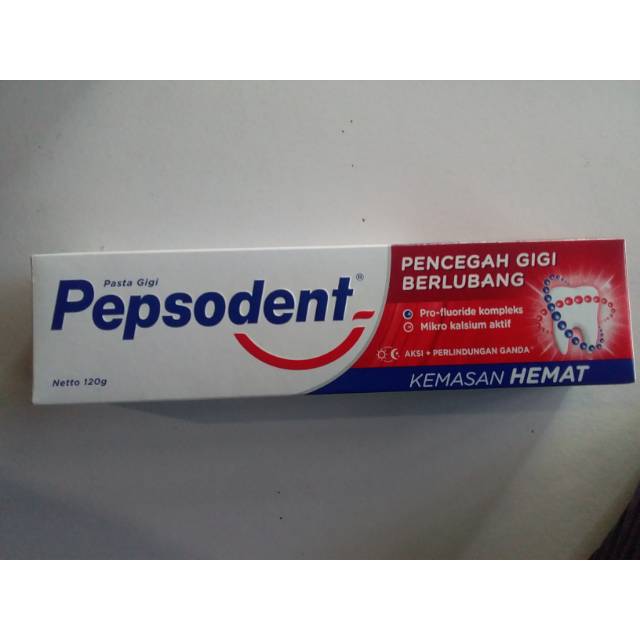 Pasta Gigi
Pepsodent®
Netto 120g
PENCEGAH GIGI
BERLUBANG
Pro-fluoride kompleks
Mikro kalsium aktif
AKSI + PERLINDUNGAN GANDA
KEMASAN HEMAT